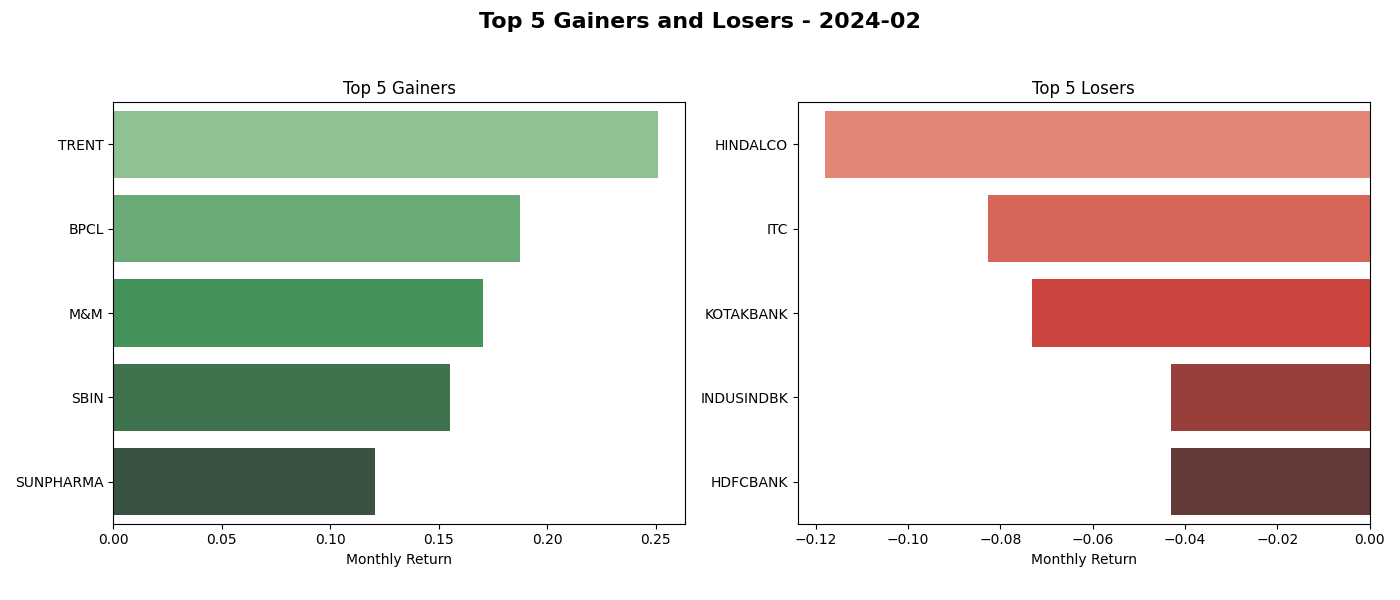 Top 5 Gainers and Losers - 2024-02
Top 5 Gainers
TRENT
BPCL
M&M
SBIN
SUNPHARMA
0.00 0.05 0.10 0.15 0.20 0.25
Monthly Return
Top 5 Losers
HINDALCO
ITC
KOTAKBANK
INDUSINDBK
HDFCBANK
−0.12 −0.10 −0.08 −0.06 −0.04 −0.02 0.00
Monthly Return